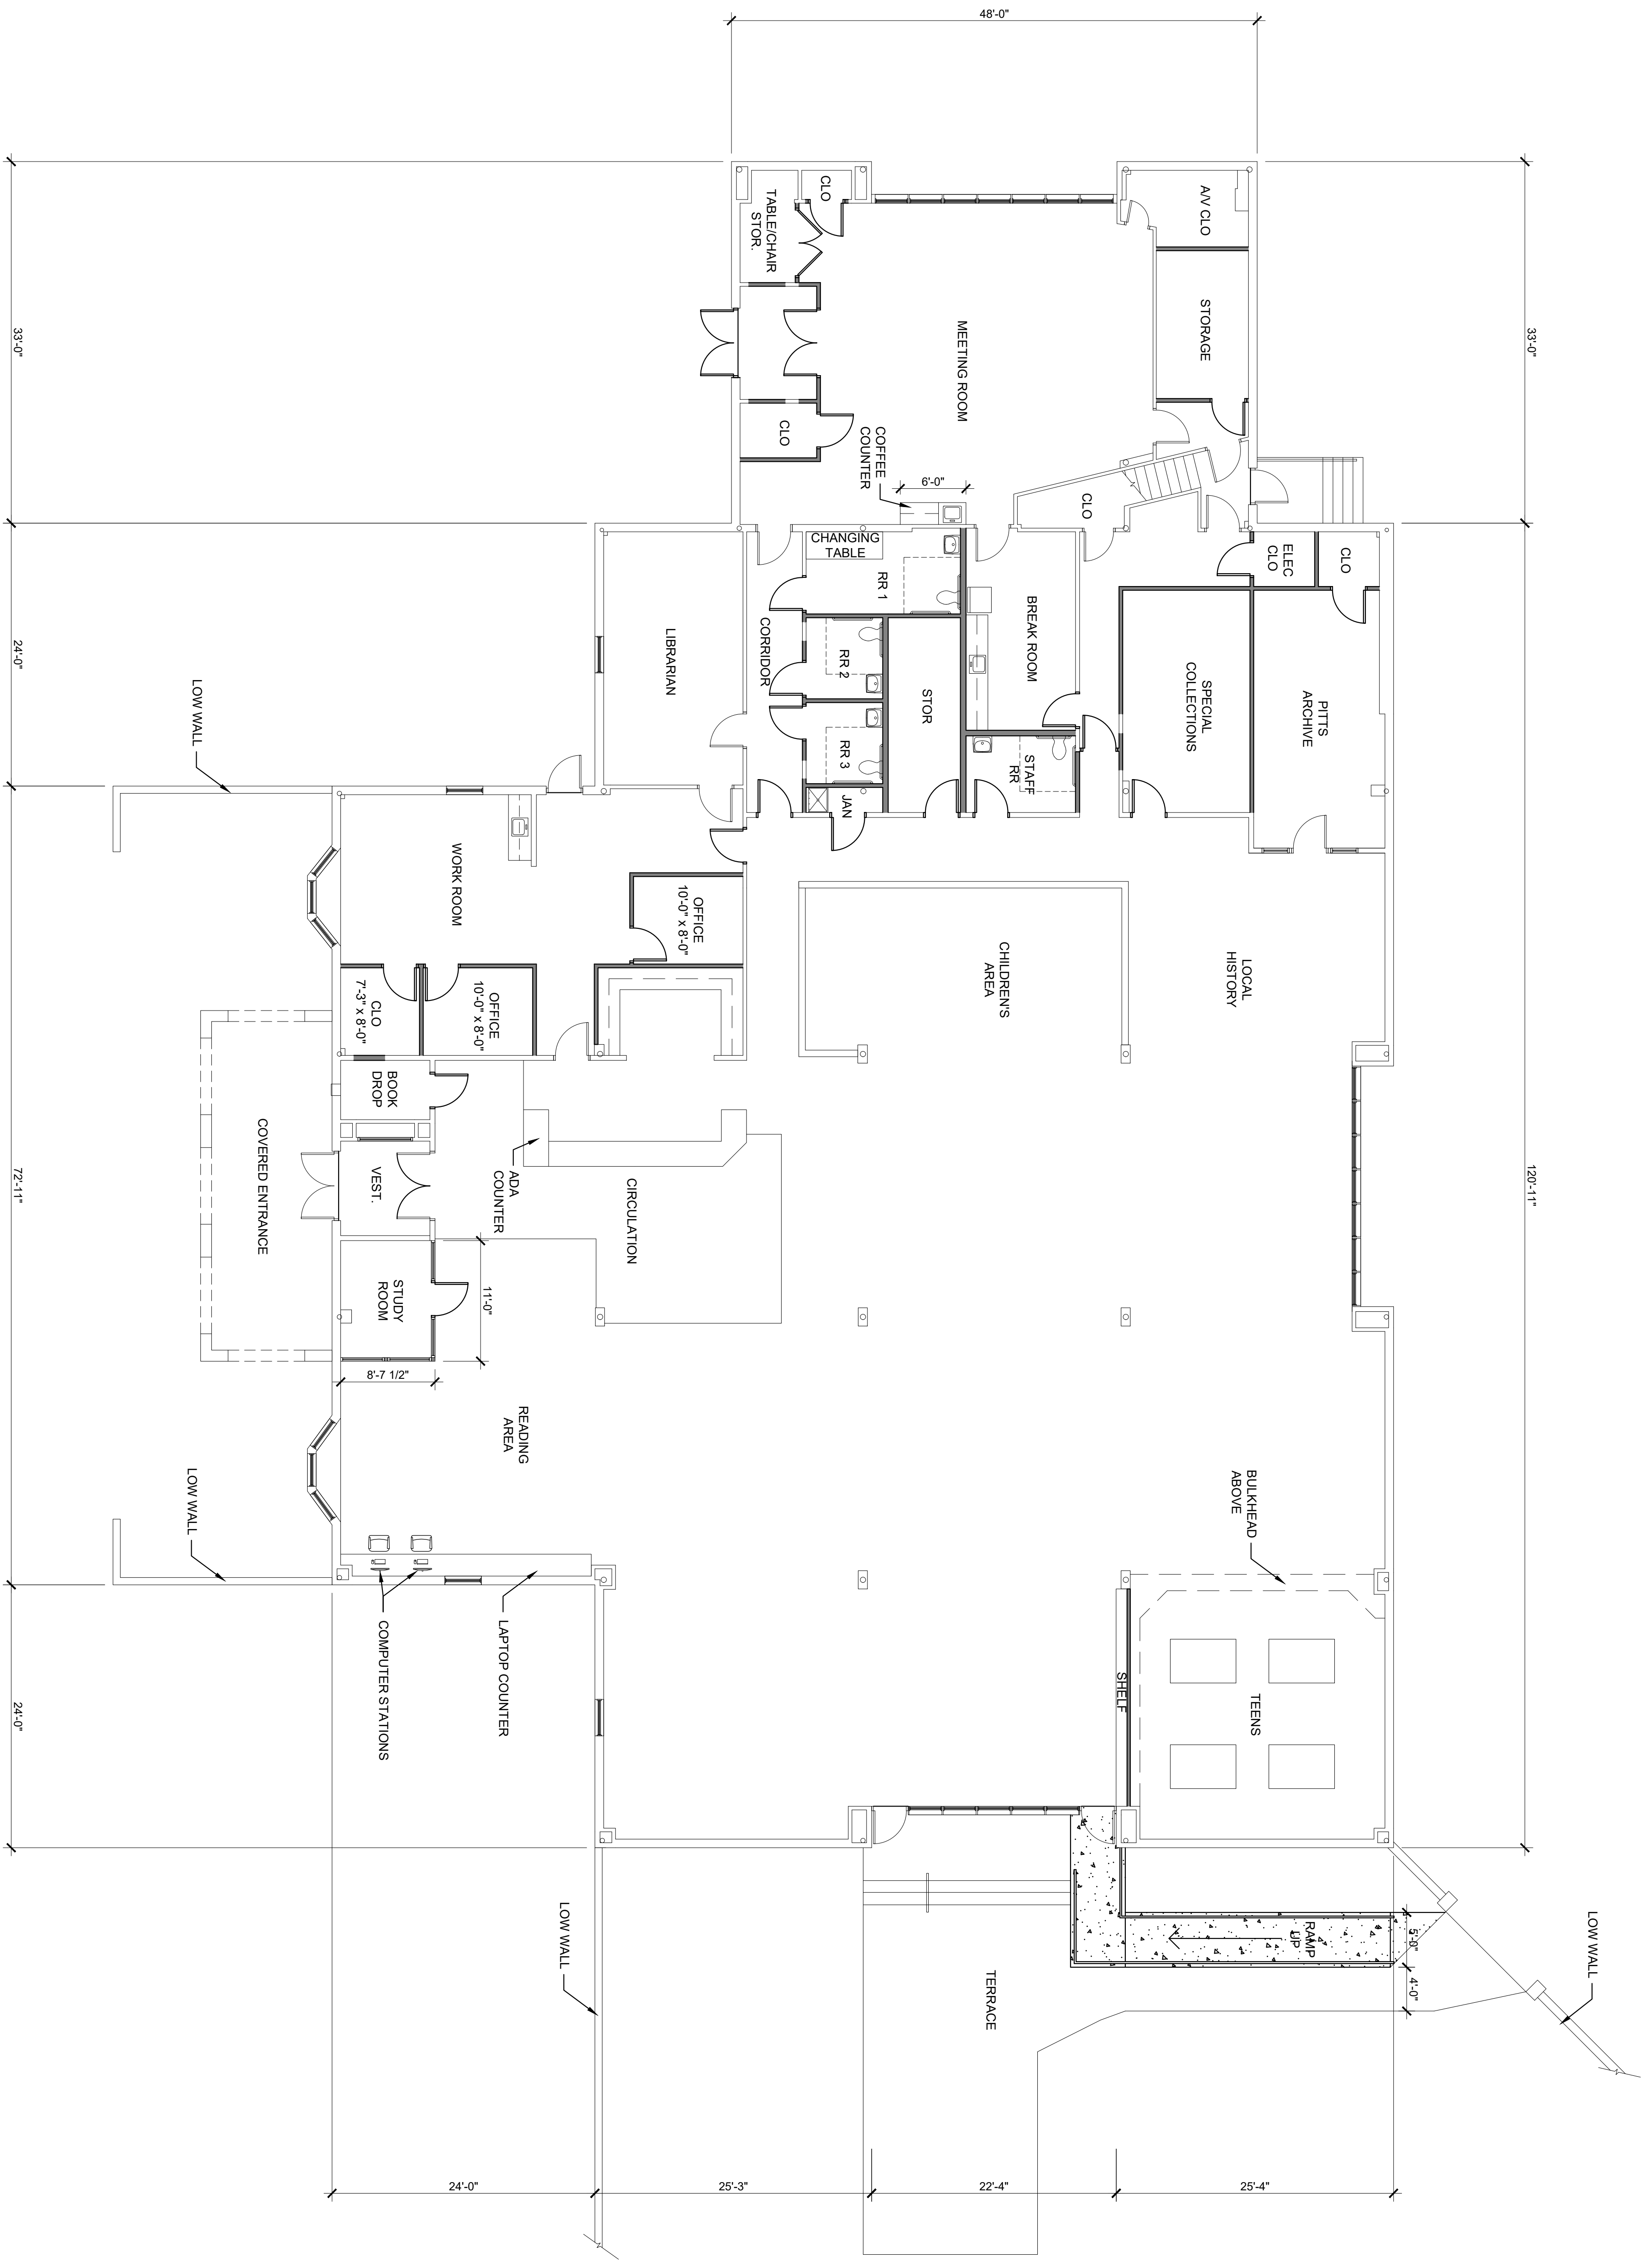 48'-0"
33'-0"
33'-0"
A/V CLO
CLO
TABLE/CHAIR
STOR.
STORAGE
MEETING ROOM
CLO
COFFEE
COUNTER
6'-0"
CLO
CHANGING
TABLE
RR 1
ELEC
CLO
CLO
BREAK ROOM
24'-0"
LIBRARIAN
CORRIDOR
RR 2
STOR
SPECIAL
COLLECTIONS
PITTS
ARCHIVE
LOW WALL
RR 3
STAFF
RR
JAN
WORK ROOM
OFFICE
10'-0" x 8'-0"
CHILDREN'S
AREA
LOCAL
HISTORY
CLO
7'-3" x 8'-0"
OFFICE
10'-0" x 8'-0"
BOOK
DROP
COVERED ENTRANCE
VEST.
ADA
COUNTER
CIRCULATION
72'-11"
120'-11"
STUDY
ROOM
11'-0"
8'-7 1/2"
READING
AREA
BULKHEAD
ABOVE
LOW WALL
COMPUTER STATIONS
LAPTOP COUNTER
SHELF
TEENS
24'-0"
LOW WALL
RAMP
UP
5'-0"
4'-0"
LOW WALL
TERRACE
24'-0"
25'-3"
22'-4"
25'-4"